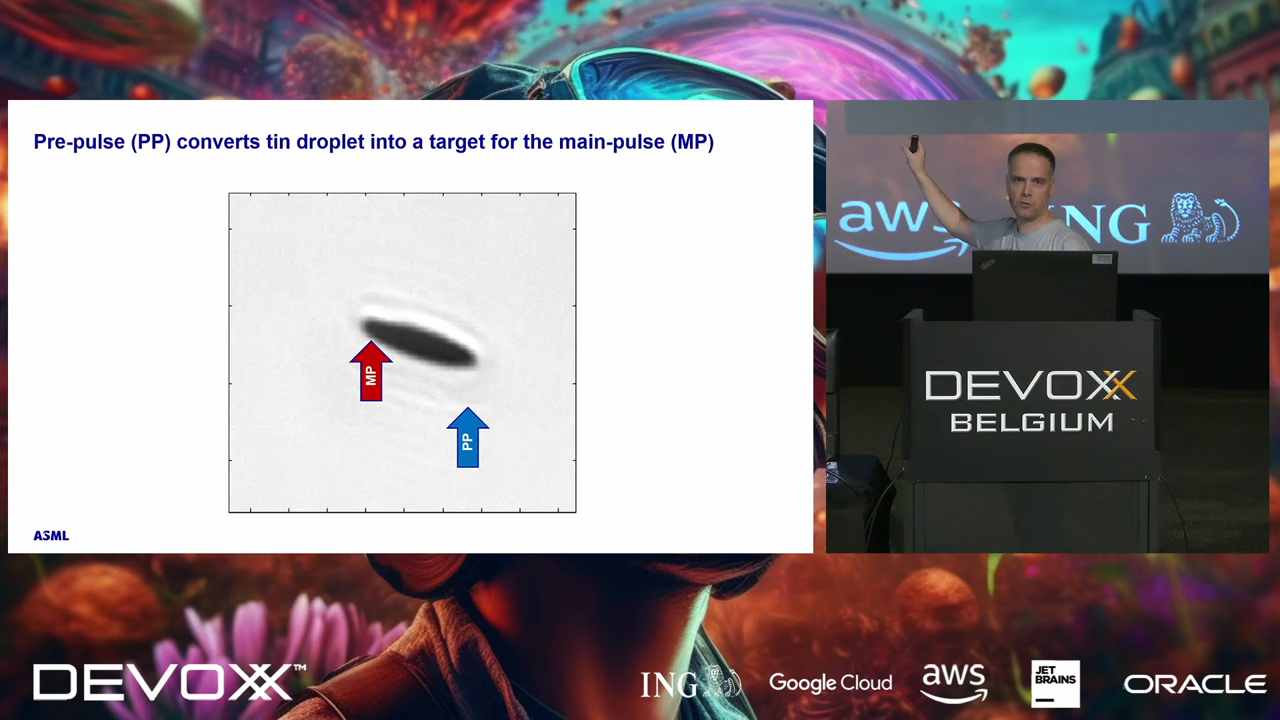 Pre-pulse (PP) converts tin droplet into a target for the main-pulse (MP)
MP
PP
ASML
aws
ING
DEVOXX
BELGIUM
DEVOXX™
ING
Google Cloud
aws
JET
BRAINS
ORACLE